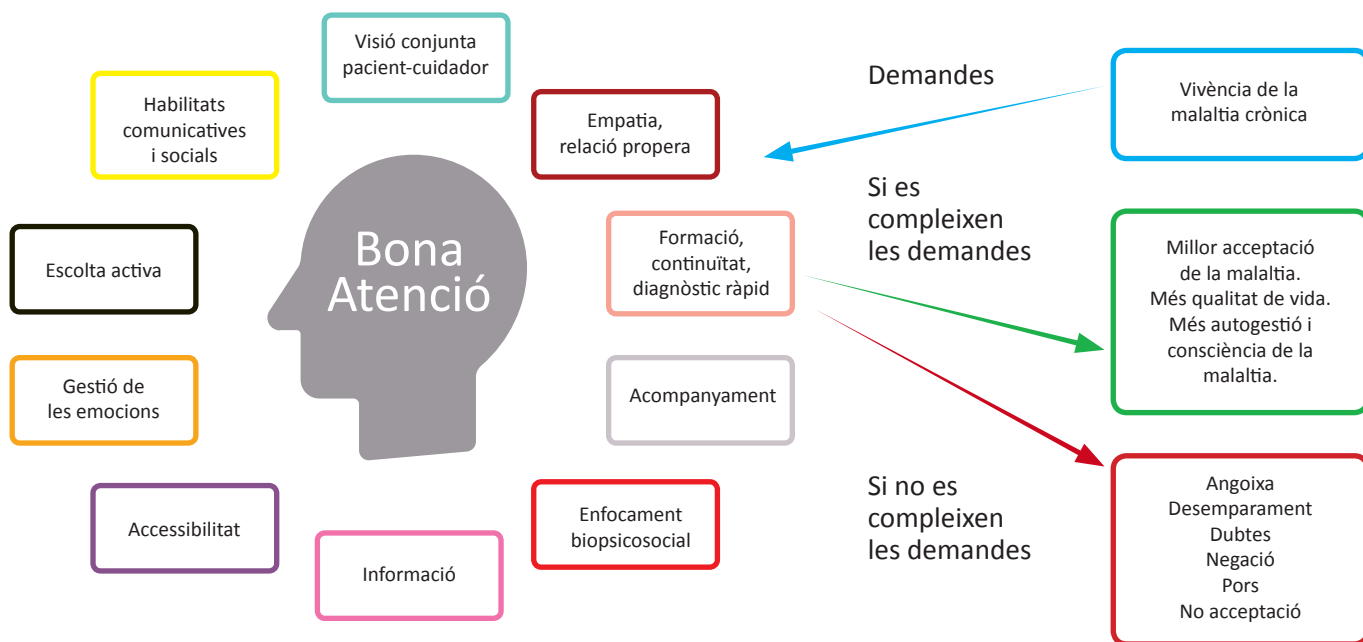 Visió conjunta
pacient-cuidador
Habilitats
comunicatives
i socials
Empatia,
relació propera
Escolta activa
Bona
Atenció
Formació,
continuïtat,
diagnòstic ràpid
Gestió de
les emocions
Acompanyament
Accessibilitat
Informació
Enfocament
biopsicosocial
Demandes
Vivència de la
malaltia crònica
Si es
compleixen
les demandes
Millor acceptació
de la malaltia.
Més qualitat de vida.
Més autogestió i
consciència de la
malaltia.
Si no es
compleixen
les demandes
Angoixa
Desemparament
Dubtes
Negació
Pors
No acceptació